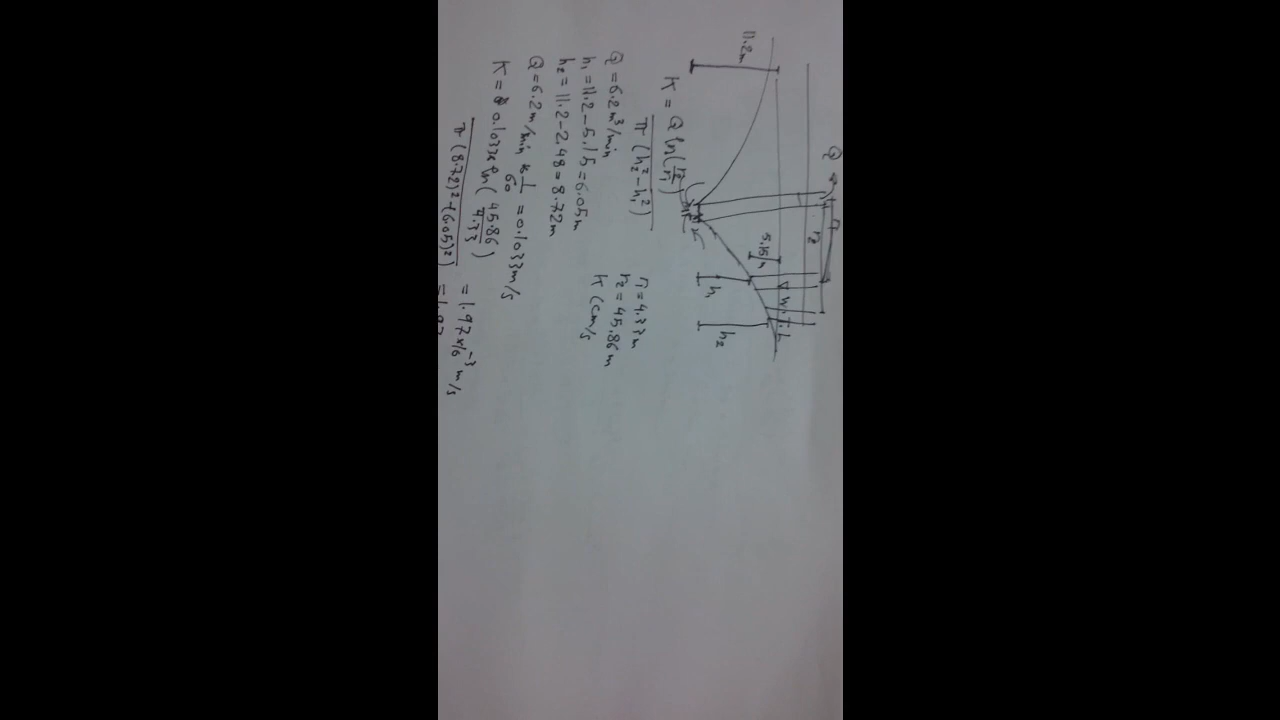 Q
r1
r2
11.2m
5.15m
W.T.L
h1
h2
K = Q ln(r2/r1)
π (h2² - h1²)
Q = 6.2 m³/min
h1 = 11.2 - 5.15 = 6.05 m
h2 = 11.2 - 2.48 = 8.72 m
r1 = 4.33 m
r2 = 45.86 m
K (cm/s
Q = 6.2 m/min × 1/60 = 0.1033 m/s
K = 0.1033 × ln (45.86/4.33)
π (8.72)² - (6.05)²)
= 1.97 × 10⁻³ m/s